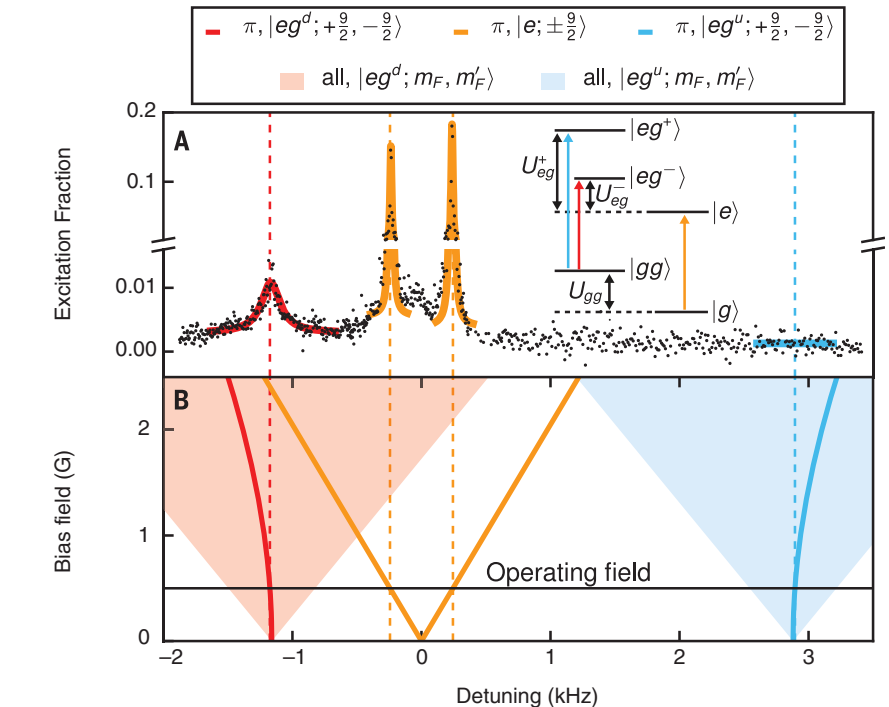 π, |eg^d; +9/2, −9/2⟩ π, |e; ±9/2⟩ π, |eg^u; +9/2, −9/2⟩
all, |eg^d; m_F, m′_F⟩ all, |eg^u; m_F, m′_F⟩
A
0.2
0.1
0.01
0.00
Excitation Fraction
|eg⁺⟩
U_eg^+
|eg⁻⟩
U_eg^−
|e⟩
|gg⟩
U_gg
|g⟩
B
2
1
0
Bias field (G)
Operating field
−2 −1 0 1 2 3
Detuning (kHz)